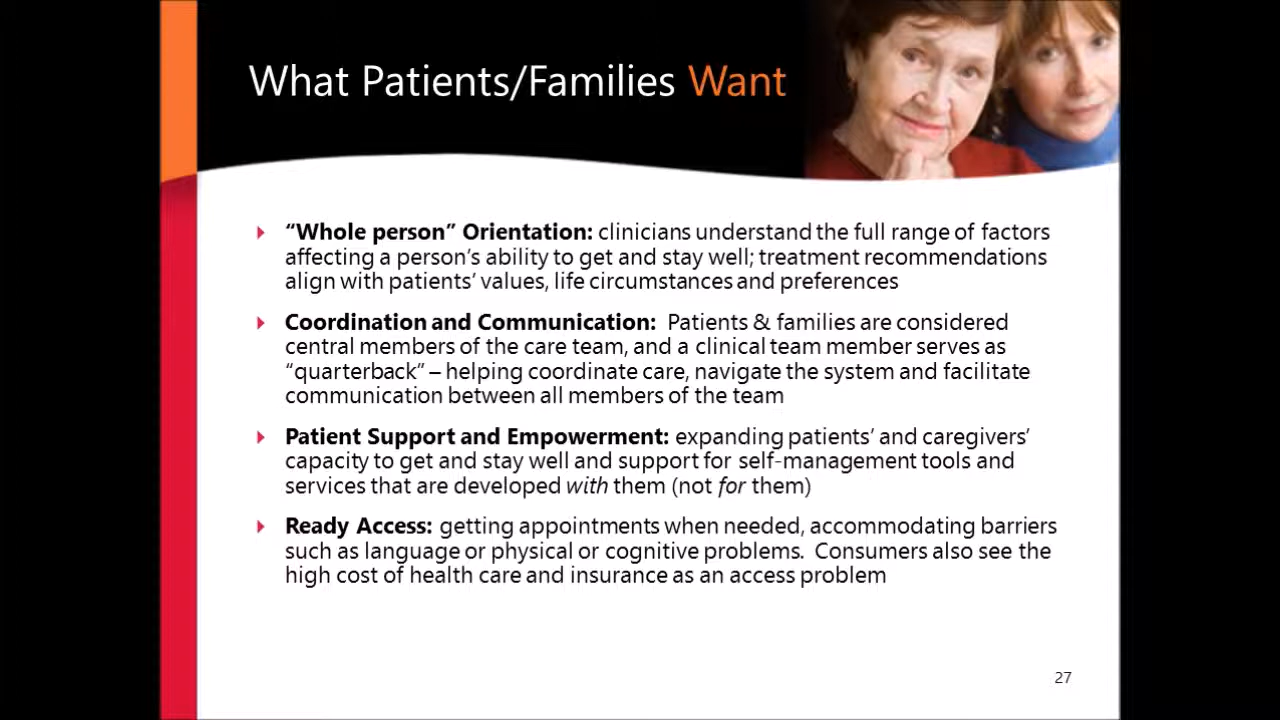 What Patients/Families Want
“Whole person” Orientation: clinicians understand the full range of factors
affecting a person’s ability to get and stay well; treatment recommendations
align with patients’ values, life circumstances and preferences
Coordination and Communication: Patients & families are considered
central members of the care team, and a clinical team member serves as
“quarterback” – helping coordinate care, navigate the system and facilitate
communication between all members of the team
Patient Support and Empowerment: expanding patients’ and caregivers’
capacity to get and stay well and support for self-management tools and
services that are developed with them (not for them)
Ready Access: getting appointments when needed, accommodating barriers
such as language or physical or cognitive problems. Consumers also see the
high cost of health care and insurance as an access problem
27